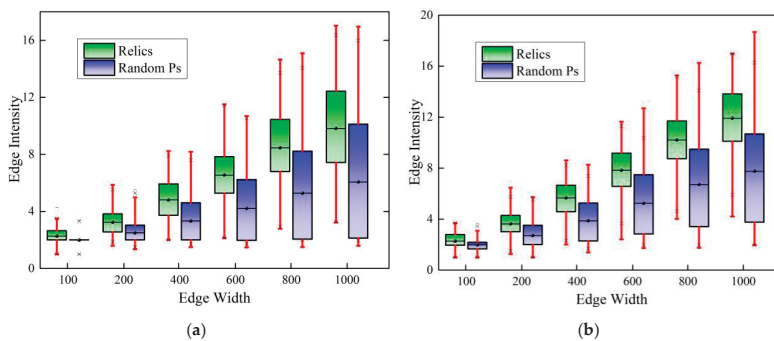 (a)
Relics
Random Ps
Edge Intensity
16
12
8
4
0
100 200 400 600 800 1000
Edge Width
(a)
(b)
Relics
Random Ps
Edge Intensity
20
16
12
8
4
0
100 200 400 600 800 1000
Edge Width
(b)